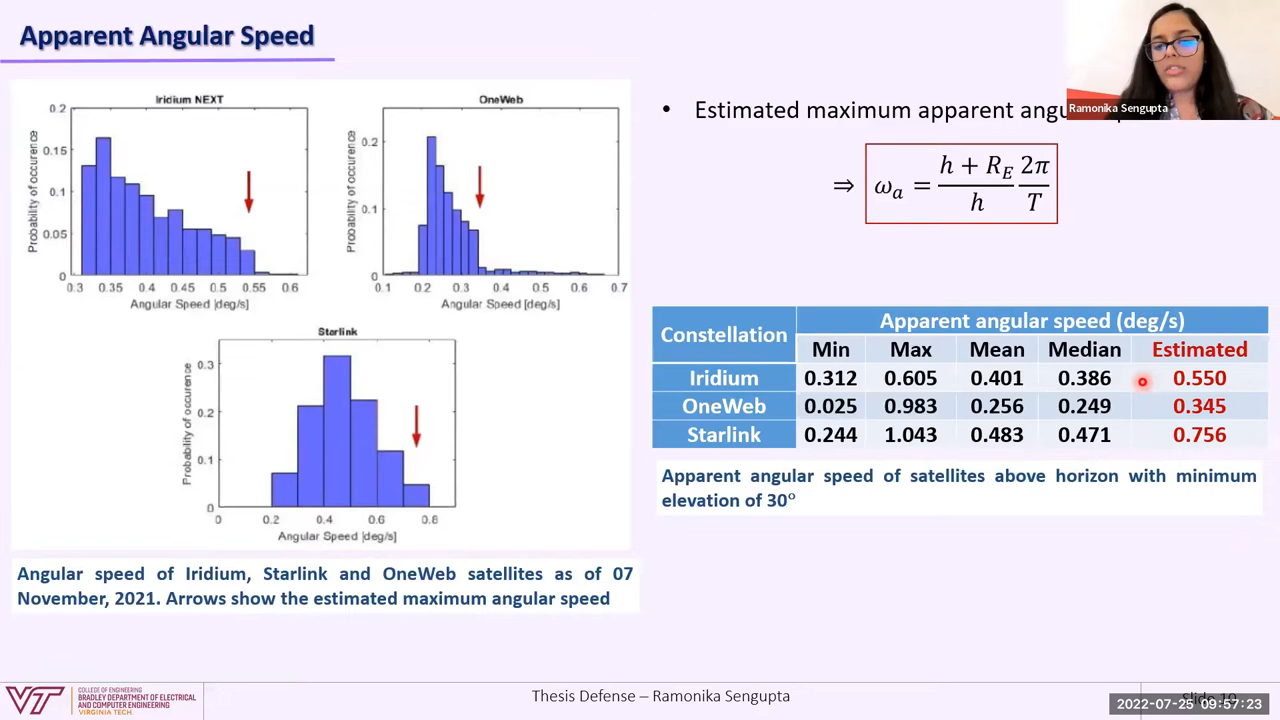 Apparent Angular Speed
Iridium NEXT
0.2
0.15
0.1
0.05
0
Probability of occurence
0.3 0.35 0.4 0.45 0.5 0.55 0.6
Angular Speed [deg/s]
OneWeb
0.2
0.1
0
Probability of occurence
0.1 0.2 0.3 0.4 0.5 0.6 0.7
Angular Speed [deg/s]
Starlink
0.3
0.2
0.1
0
Probability of occurence
0 0.2 0.4 0.6 0.8
Angular Speed [deg/s]
Angular speed of Iridium, Starlink and OneWeb satellites as of 07
November, 2021. Arrows show the estimated maximum angular speed
• Estimated maximum apparent angu
Ramonika Sengupta
⇒ ωₐ = (h + R_E)/h 2π/T
Constellation Apparent angular speed (deg/s)
Min Max Mean Median Estimated
Iridium 0.312 0.605 0.401 0.386 0.550
OneWeb 0.025 0.983 0.256 0.249 0.345
Starlink 0.244 1.043 0.483 0.471 0.756
Apparent angular speed of satellites above horizon with minimum
elevation of 30°
VT
COLLEGE OF ENGINEERING
BRADLEY DEPARTMENT OF ELECTRICAL
AND COMPUTER ENGINEERING
VIRGINIA TECH
Thesis Defense – Ramonika Sengupta
2022-07-25 09:57:23